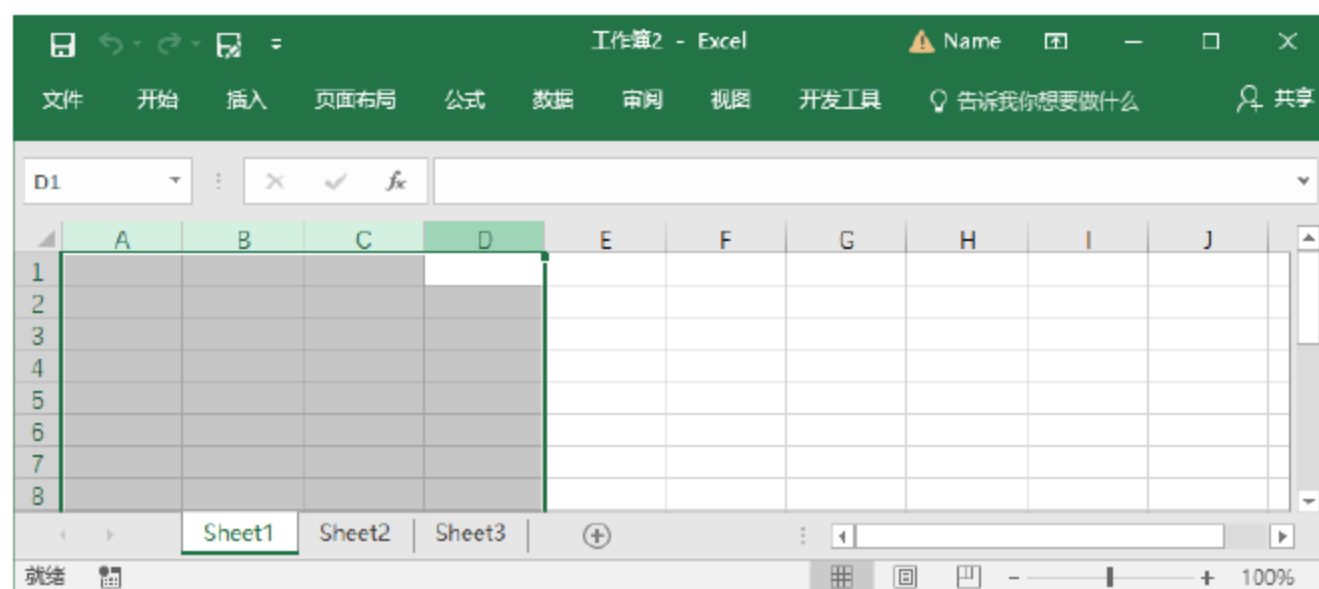 工作簿2 - Excel
Name
文件 开始 插入 页面布局 公式 数据 审阅 视图 开发工具 告诉我你想要做什么 共享
D1 fx
A B C D E F G H I J
1
2
3
4
5
6
7
8
Sheet1 Sheet2 Sheet3
就绪 100%